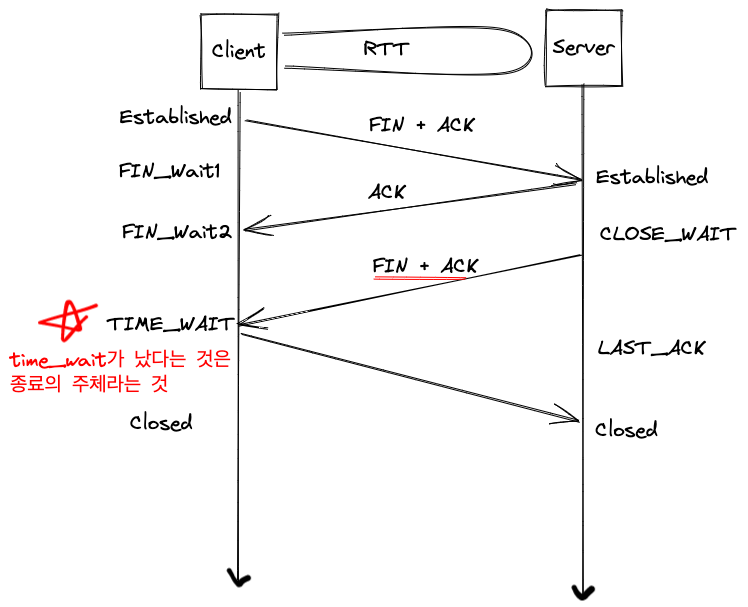 Client
RTT
Server
Established
FIN + ACK
FIN_Wait1
Established
ACK
FIN_Wait2
CLOSE_WAIT
FIN + ACK
TIME_WAIT
time_wait가 났다는 것은
종료의 주체라는 것
LAST_ACK
Closed
Closed